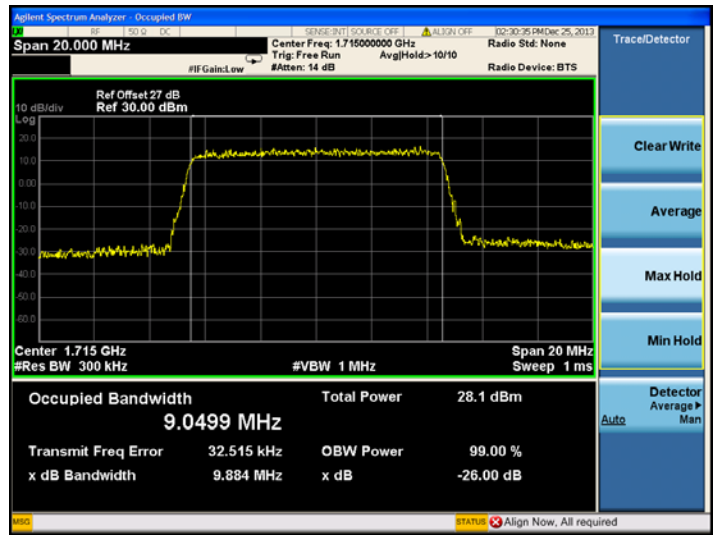 Agilent Spectrum Analyzer - Occupied BW
RF 50 Ω DC SENSE:INT SOURCE OFF ALIGN OFF 02:30:35 PM Dec 25, 2013
Span 20.000 MHz
Center Freq: 1.715000000 GHz
Radio Std: None
Trig: Free Run Avg|Hold:> 10/10
#IFGain:Low #Atten: 14 dB
Radio Device: BTS
Trace/Detector
Ref Offset 27 dB
10 dB/div Ref 30.00 dBm
Log
20.0
10.0
0.00
-10.0
-20.0
-30.0
-40.0
-50.0
-60.0
Clear Write
Average
Max Hold
Min Hold
Center 1.715 GHz Span 20 MHz
#Res BW 300 kHz #VBW 1 MHz Sweep 1 ms
Detector
Average
Auto Man
Occupied Bandwidth Total Power 28.1 dBm
9.0499 MHz
Transmit Freq Error 32.515 kHz OBW Power 99.00 %
x dB Bandwidth 9.884 MHz x dB -26.00 dB
MSG STATUS Align Now, All required